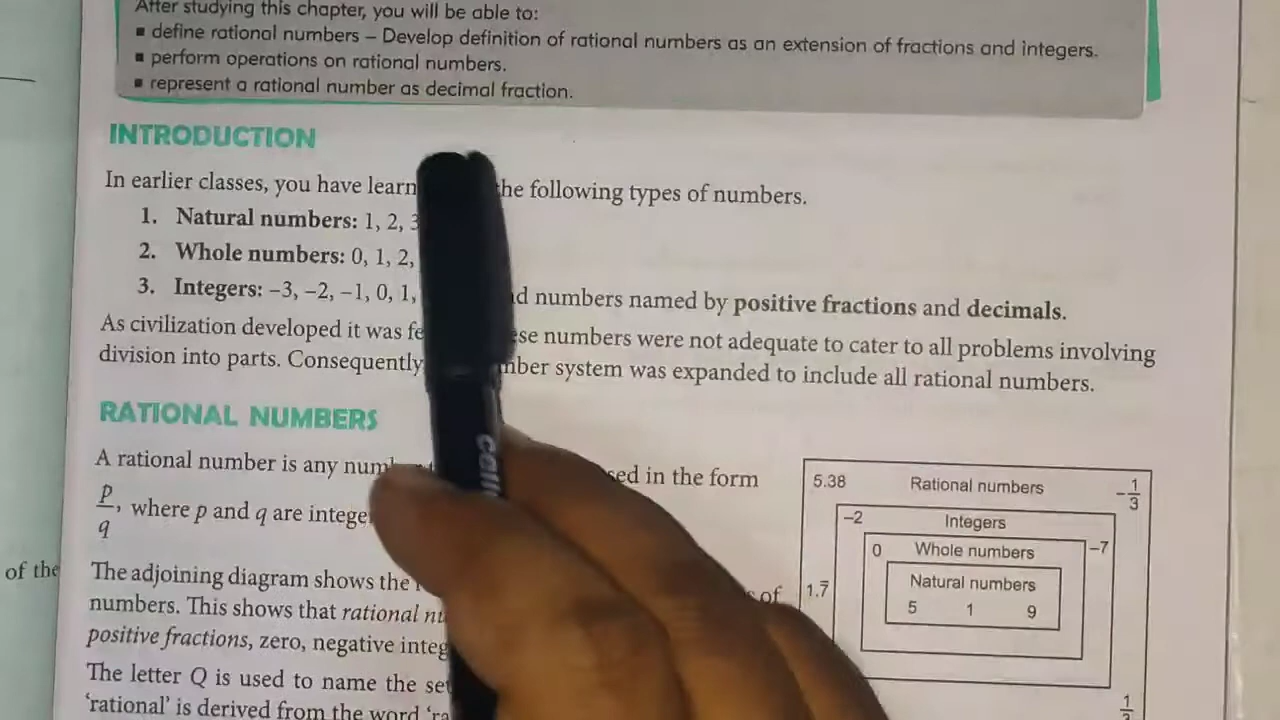 After studying this chapter, you will be able to:
▪ define rational numbers – Develop definition of rational numbers as an extension of fractions and integers.
▪ perform operations on rational numbers.
▪ represent a rational number as decimal fraction.
INTRODUCTION
In earlier classes, you have learn the following types of numbers.
1. Natural numbers: 1, 2, 3
2. Whole numbers: 0, 1, 2,
3. Integers: –3, –2, –1, 0, 1, numbers named by positive fractions and decimals.
As civilization developed it was numbers were not adequate to cater to all problems involving
division into parts. Consequently system was expanded to include all rational numbers.
RATIONAL NUMBERS
A rational number is any in the form
p/q, where p and q are
The adjoining diagram shows the of
numbers. This shows that rational
positive fractions, zero, negative
The letter Q is used to name the
'rational' is derived from the word
of the
5.38 Rational numbers –1/3
–2 Integers
0 Whole numbers –7
Natural numbers
1.7̅
5 1 9